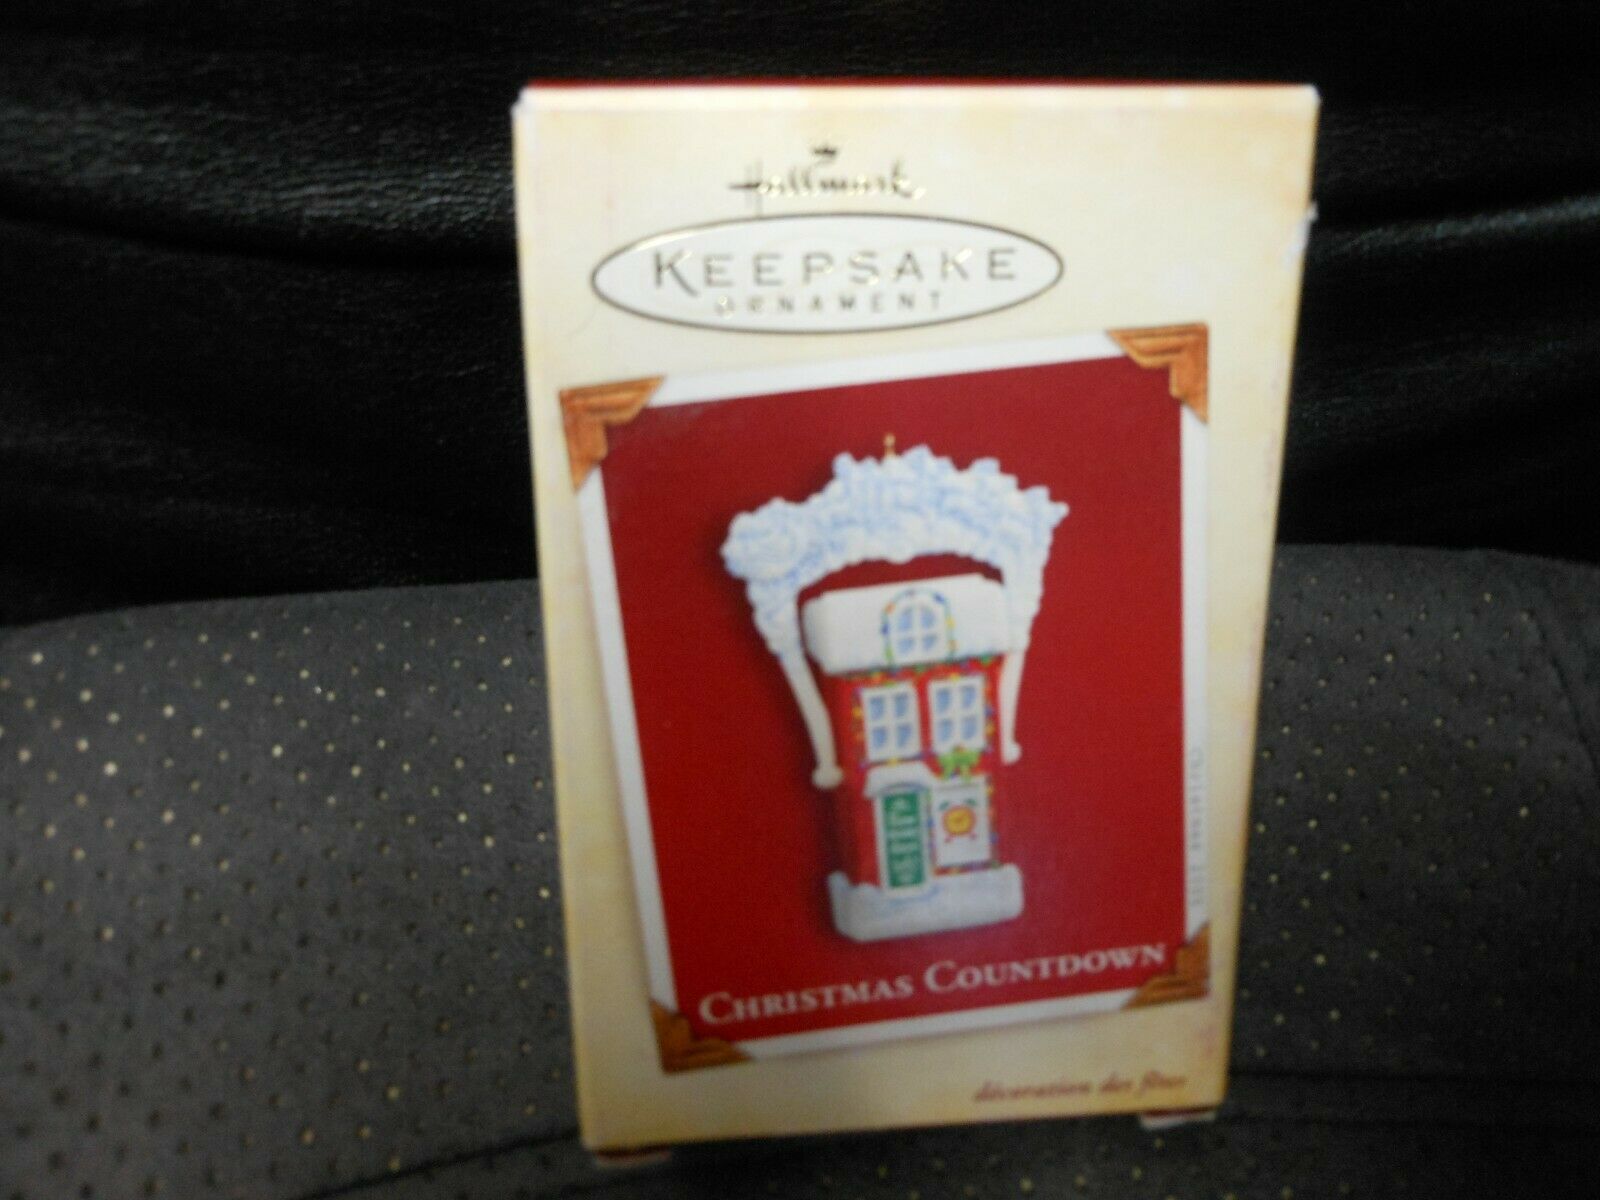 Hallmark
KEEPSAKE
ORNAMENT
CHRISTMAS COUNTDOWN
décoration des fêtes